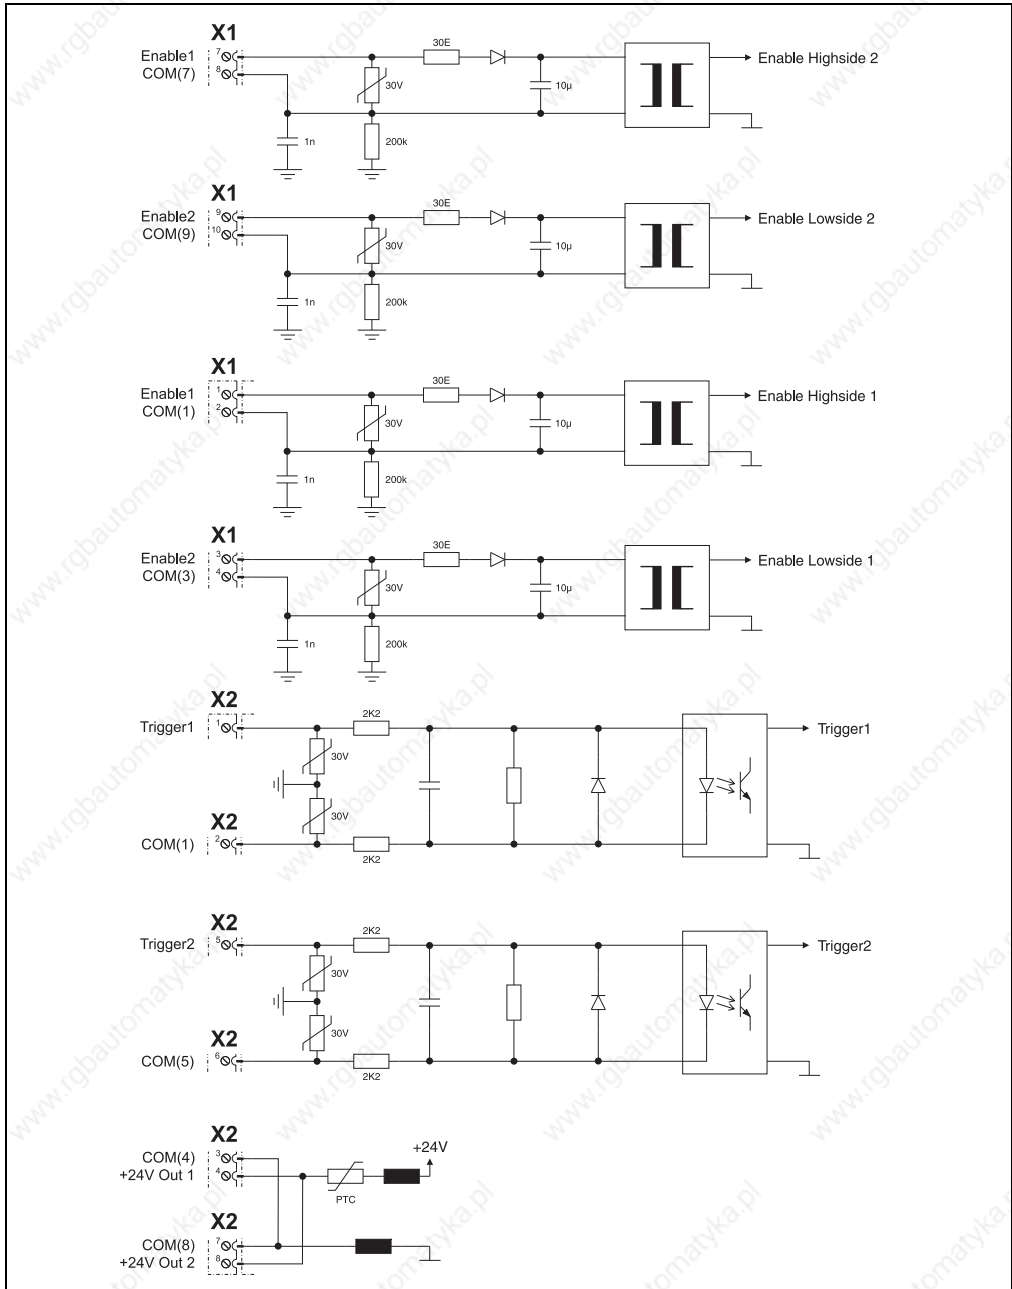 X1
Enable1 7
COM(7) 8
30E
30V
10µ
1n
200k
Enable Highside 2
X1
Enable2 9
COM(9) 10
30E
30V
10µ
1n
200k
Enable Lowside 2
X1
Enable1 1
COM(1) 2
30E
30V
10µ
1n
200k
Enable Highside 1
X1
Enable2 3
COM(3) 4
30E
30V
10µ
1n
200k
Enable Lowside 1
X2
Trigger1 1
2K2
30V
30V
X2
COM(1) 2
2K2
Trigger1
X2
Trigger2 5
2K2
30V
30V
X2
COM(5) 6
2K2
Trigger2
X2
COM(4) 3
+24V Out 1 4
PTC
+24V
X2
COM(8) 7
+24V Out 2 8
www.rgbautomatyka.pl